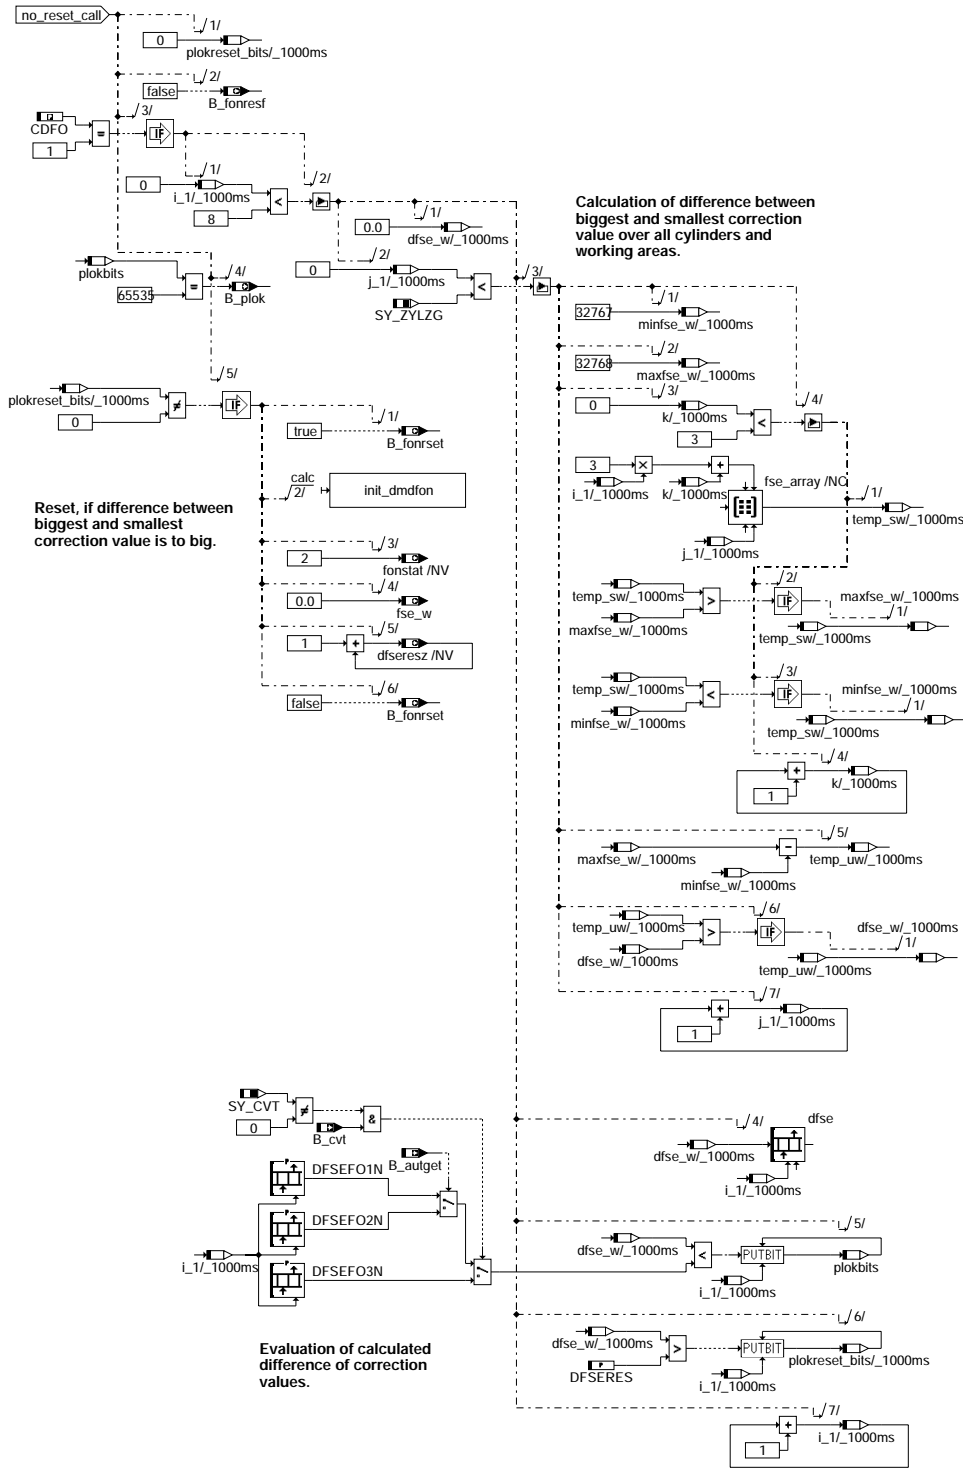 no_reset_call
/1/
0
plokreset_bits/_1000ms
/2/
false
B_fonresf
/3/
CDFO
1
=
IF
/1/
0
i_1/_1000ms
8
<
/2/
/1/
0.0
dfse_w/_1000ms
/2/
0
j_1/_1000ms
SY_ZYLZG
<
/3/
Calculation of difference between
biggest and smallest correction
value over all cylinders and
working areas.
plokbits
65535
=
/4/
B_plok
/5/
plokreset_bits/_1000ms
0
≠
IF
/1/
true
B_fonrset
calc
/2/
init_dmdfon
Reset, if difference between
biggest and smallest
correction value is to big.
/3/
2
fonstat /NV
/4/
0.0
fse_w
/5/
1
+
dfseresz /NV
/6/
false
B_fonrset
/1/
32767
minfse_w/_1000ms
/2/
32768
maxfse_w/_1000ms
/3/
0
k/_1000ms
3
<
/4/
3
×
+
i_1/_1000ms
k/_1000ms
fse_array /NC
j_1/_1000ms
/1/
temp_sw/_1000ms
/2/
temp_sw/_1000ms
maxfse_w/_1000ms
>
IF
maxfse_w/_1000ms
/1/
temp_sw/_1000ms
/3/
temp_sw/_1000ms
minfse_w/_1000ms
<
IF
minfse_w/_1000ms
/1/
temp_sw/_1000ms
/4/
+
1
k/_1000ms
/5/
maxfse_w/_1000ms
−
minfse_w/_1000ms
temp_uw/_1000ms
/6/
temp_uw/_1000ms
dfse_w/_1000ms
>
IF
dfse_w/_1000ms
/1/
temp_uw/_1000ms
/7/
+
1
j_1/_1000ms
SY_CVT
0
≠
&
B_cvt
B_autget
P
DFSEFO1N
P
DFSEFO2N
P
DFSEFO3N
i_1/_1000ms
/4/
dfse
dfse_w/_1000ms
i_1/_1000ms
/5/
dfse_w/_1000ms
<
PUTBIT
i_1/_1000ms
plokbits
Evaluation of calculated
difference of correction
values.
/6/
dfse_w/_1000ms
P
DFSERES
>
PUTBIT
i_1/_1000ms
plokreset_bits/_1000ms
/7/
+
1
i_1/_1000ms